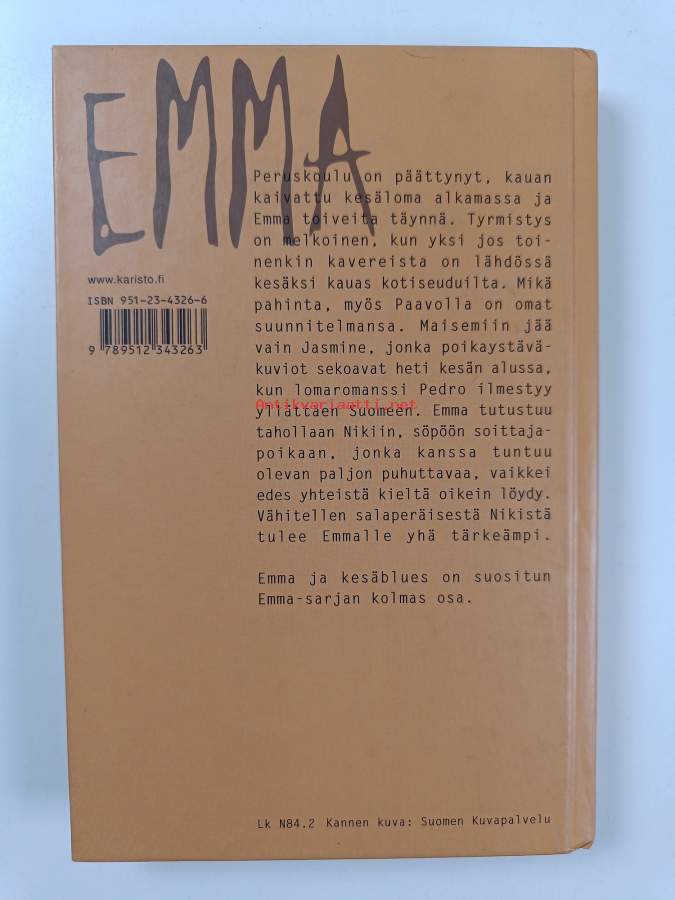 EMMA
Peruskoulu on päättynyt, kauan
kaivattu kesäloma alkamassa ja
Emma toiveita täynnä. Tyrmistys
on melkoinen, kun yksi jos toi-
nenkin kavereista on lähdössä
kesäksi kauas kotiseuduilta. Mikä
pahinta, myös Paavolla on omat
suunnitelmansa. Maisemiin jää
vain Jasmine, jonka poikaystävä-
kuviot sekoavat heti kesän alussa,
kun lomaromanssi Pedro ilmestyy
Antikvariaatti.net
yllättäen Suomeen. Emma tutustuu
tahollaan Nikiin, söpöön soittaja-
poikaan, jonka kanssa tuntuu
olevan paljon puhuttavaa, vaikkei
edes yhteistä kieltä oikein löydy.
Vähitellen salaperäisestä Nikistä
tulee Emmalle yhä tärkeämpi.
Emma ja kesäblues on suositun
Emma-sarjan kolmas osa.
www.karisto.fi
ISBN 951-23-4326-6
9 789512 343263
Lk N84.2 Kannen kuva: Suomen Kuvapalvelu